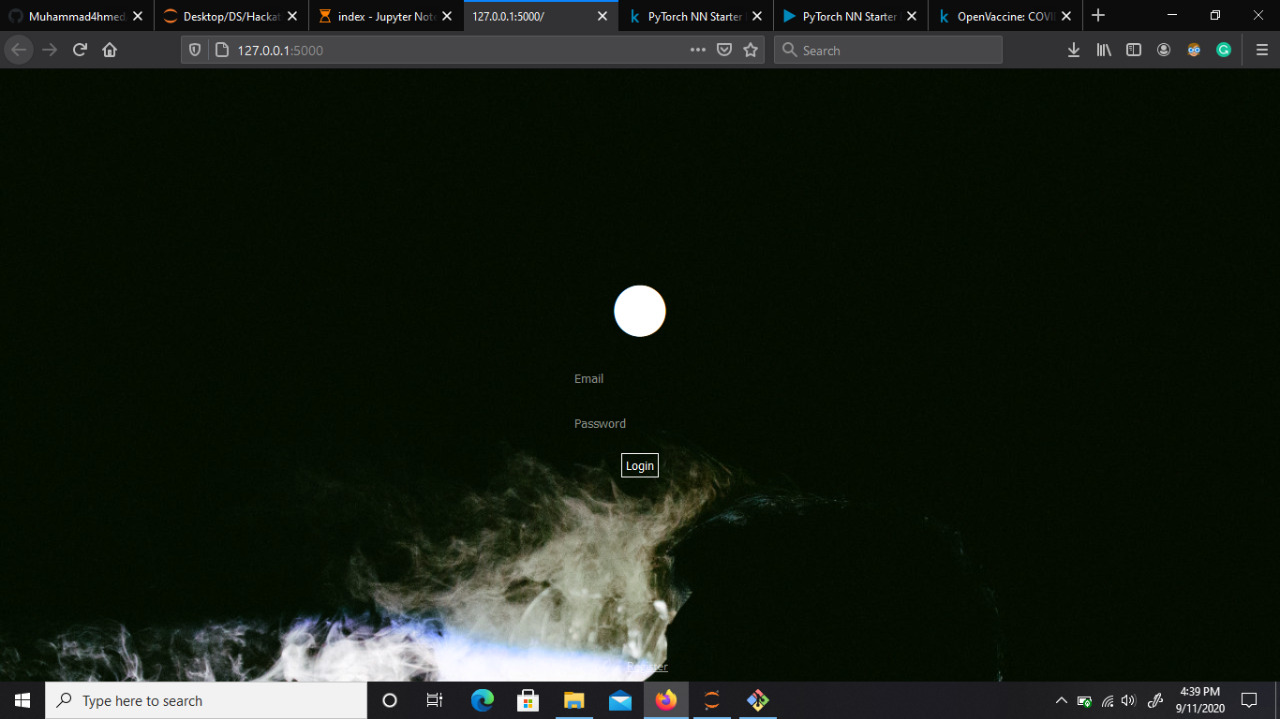 Muhammad4hmed
Desktop/DS/Hackat
index - Jupyter Note
127.0.0.1:5000/
PyTorch NN Starter
PyTorch NN Starter
OpenVaccine: COVI
127.0.0.1:5000
Search
Email
Password
Login
Register
Type here to search
4:39 PM
9/11/2020